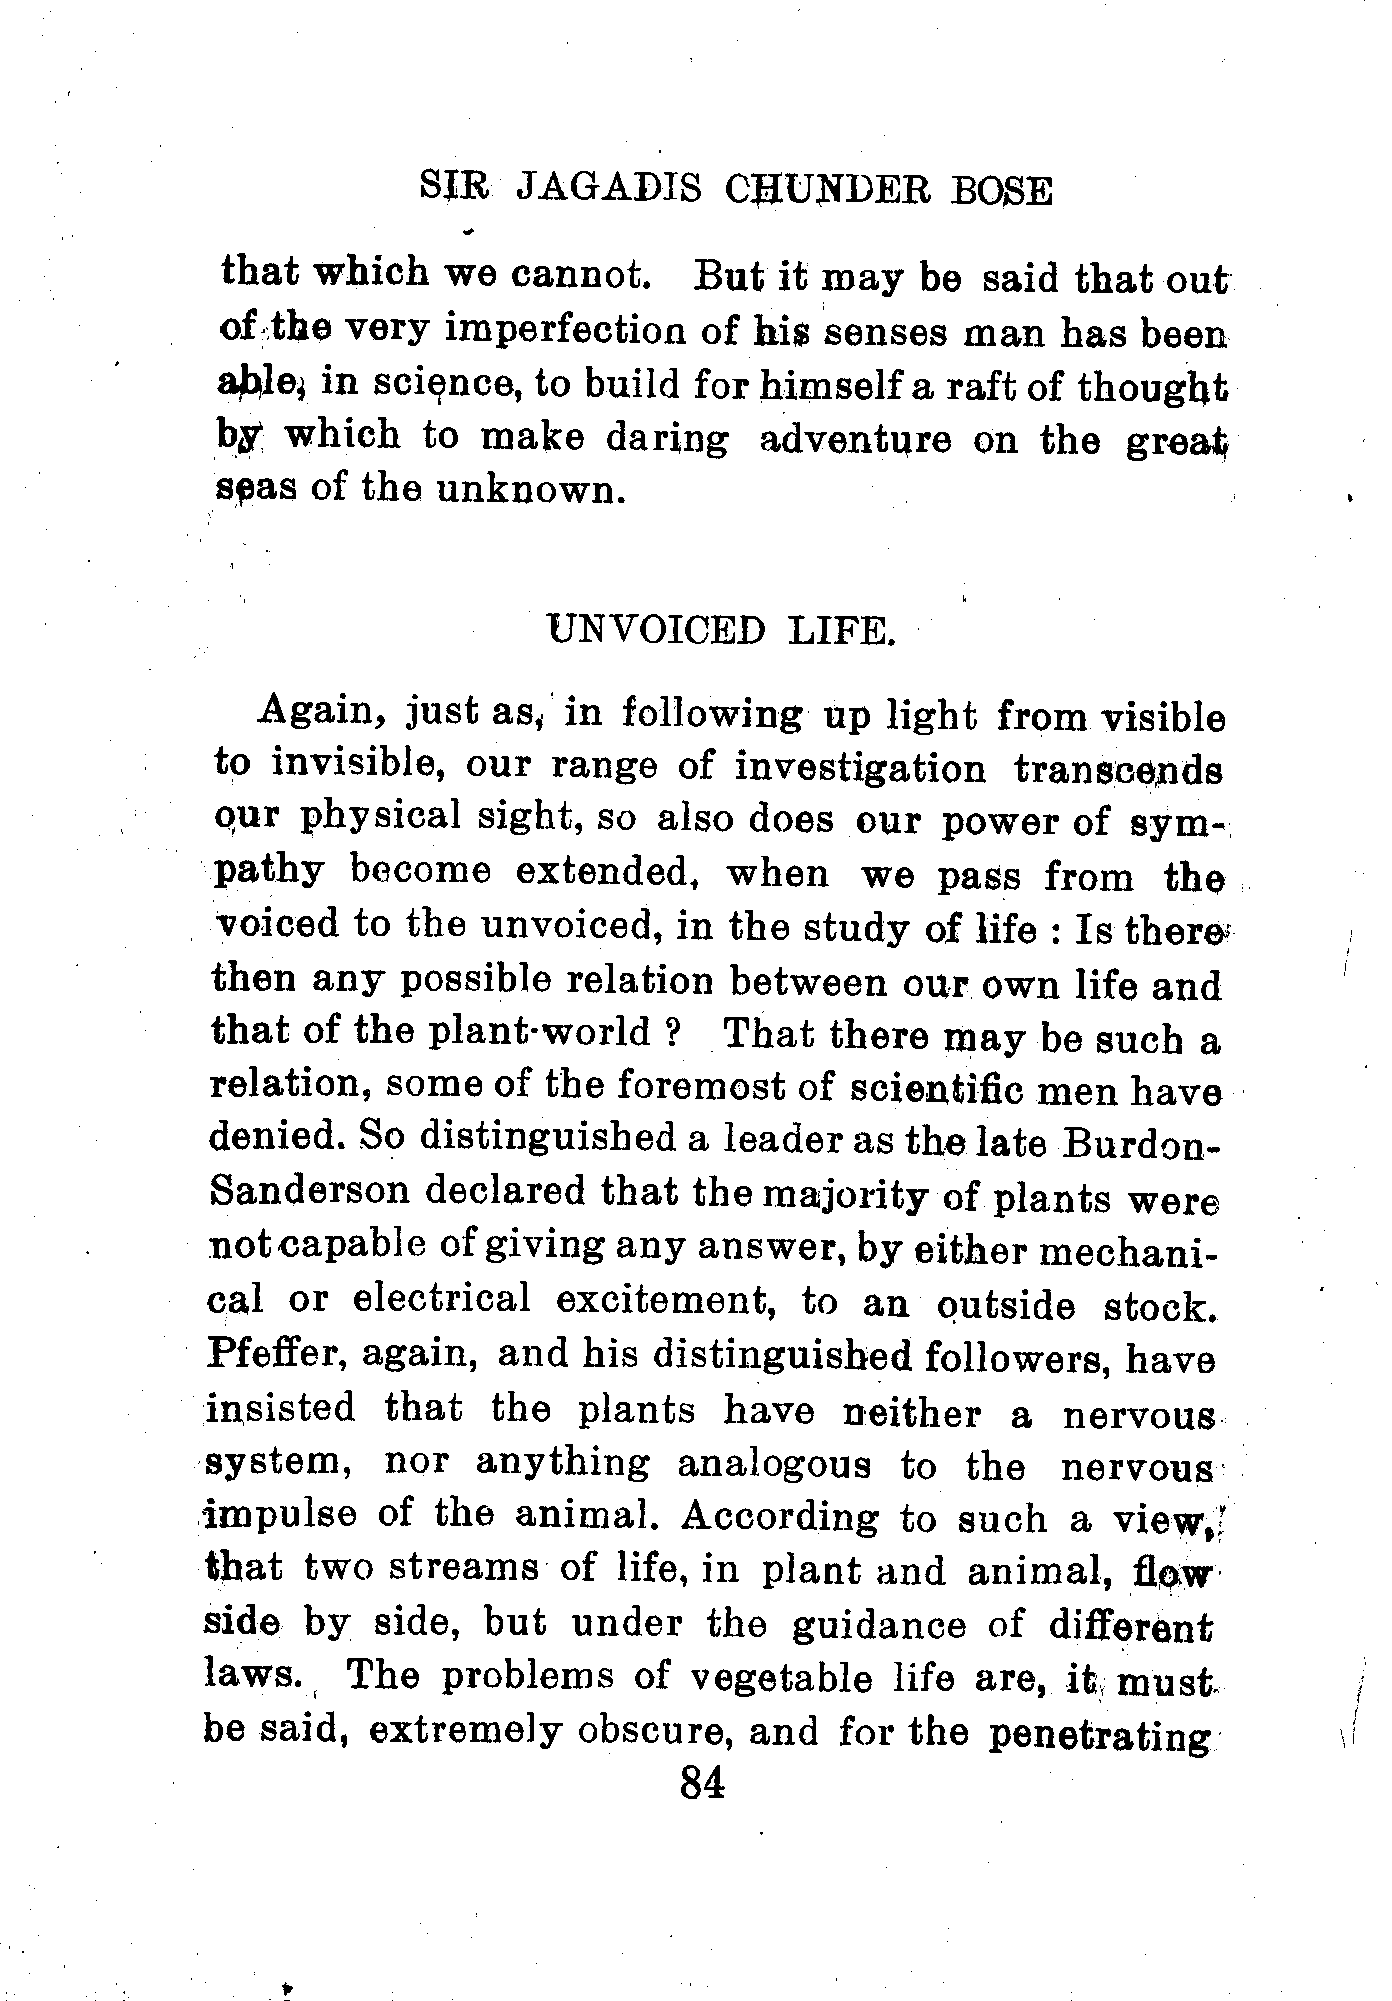 SIR JAGADIS CHUNDER BOSE
that which we cannot. But it may be said that out
of the very imperfection of his senses man has been
able, in science, to build for himself a raft of thought
by which to make daring adventure on the great
seas of the unknown.
UNVOICED LIFE.
Again, just as, in following up light from visible
to invisible, our range of investigation transcends
our physical sight, so also does our power of sym-
pathy become extended, when we pass from the
voiced to the unvoiced, in the study of life : Is there
then any possible relation between our own life and
that of the plant-world ? That there may be such a
relation, some of the foremost of scientific men have
denied. So distinguished a leader as the late Burdon-
Sanderson declared that the majority of plants were
not capable of giving any answer, by either mechani-
cal or electrical excitement, to an outside stock.
Pfeffer, again, and his distinguished followers, have
insisted that the plants have neither a nervous
system, nor anything analogous to the nervous
impulse of the animal. According to such a view,
that two streams of life, in plant and animal, flow
side by side, but under the guidance of different
laws. The problems of vegetable life are, it must
be said, extremely obscure, and for the penetrating
84